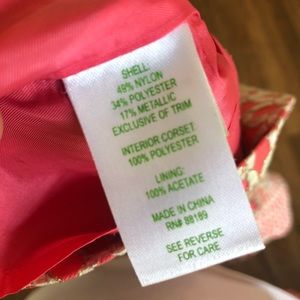 SHELL:
49% NYLON
34% POLYESTER
17% METALLIC
EXCLUSIVE OF TRIM
INTERIOR CORSET:
100% POLYESTER
LINING:
100% ACETATE
MADE IN CHINA
RN# 88189
SEE REVERSE
FOR CARE